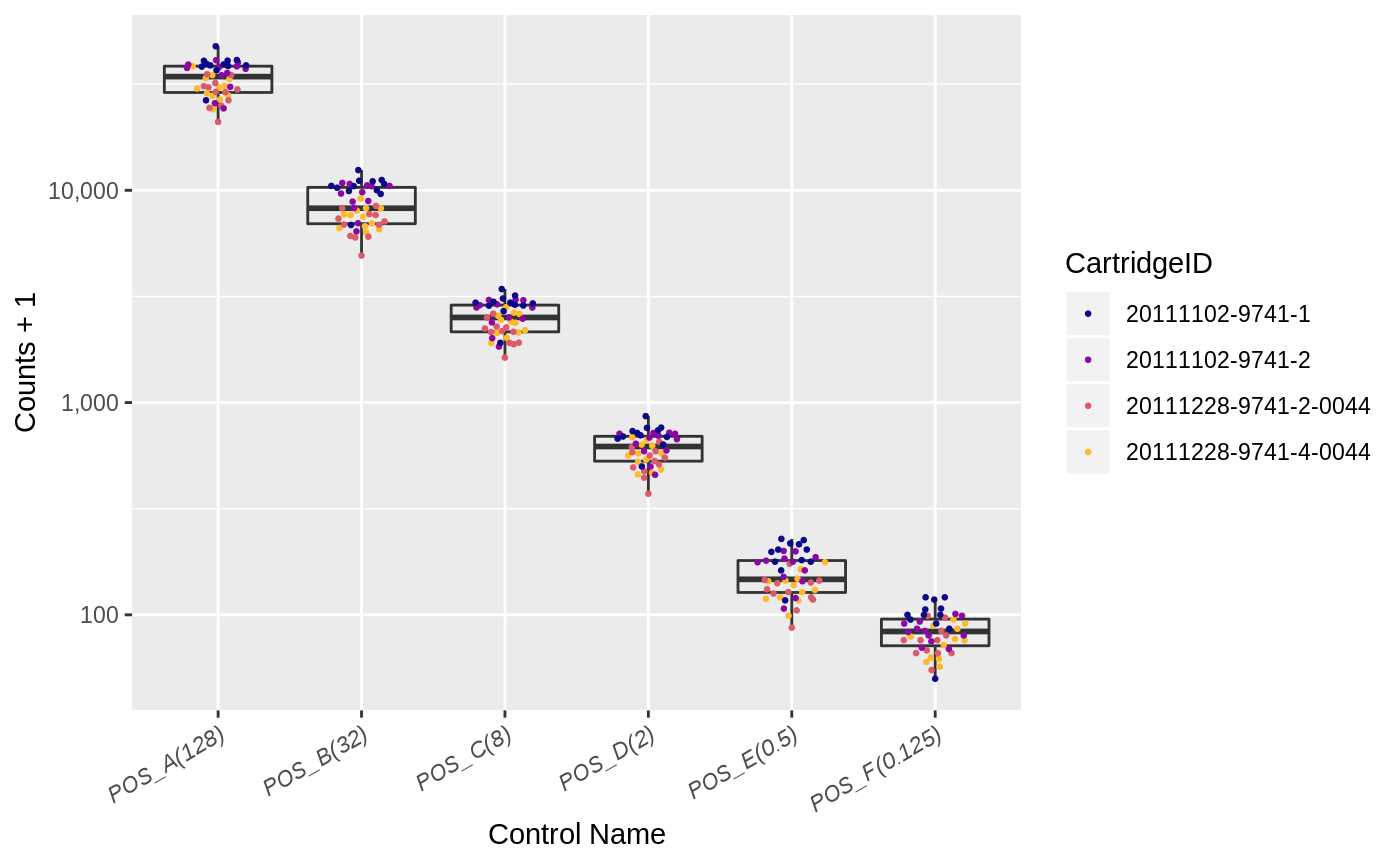 10,000
1,000
100
Counts + 1
POS_A(128)
POS_B(32)
POS_C(8)
POS_D(2)
POS_E(0.5)
POS_F(0.125)
Control Name
CartridgeID
20111102-9741-1
20111102-9741-2
20111228-9741-2-0044
20111228-9741-4-0044